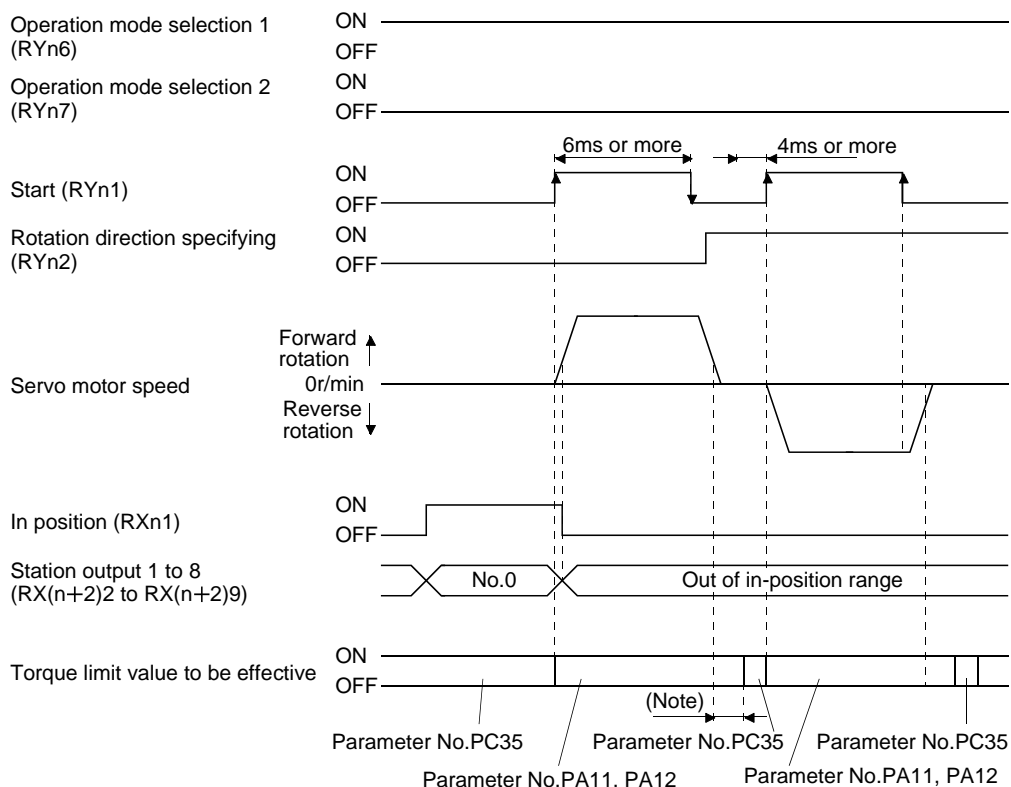 Operation mode selection 1
(RYn6)
ON
OFF
Operation mode selection 2
(RYn7)
ON
OFF
6ms or more
4ms or more
Start (RYn1)
ON
OFF
Rotation direction specifying
(RYn2)
ON
OFF
Servo motor speed
Forward
rotation
0r/min
Reverse
rotation
In position (RXn1)
ON
OFF
Station output 1 to 8
(RX(n+2)2 to RX(n+2)9)
No.0
Out of in-position range
Torque limit value to be effective
ON
OFF
(Note)
Parameter No.PC35
Parameter No.PC35
Parameter No.PC35
Parameter No.PA11, PA12
Parameter No.PA11, PA12